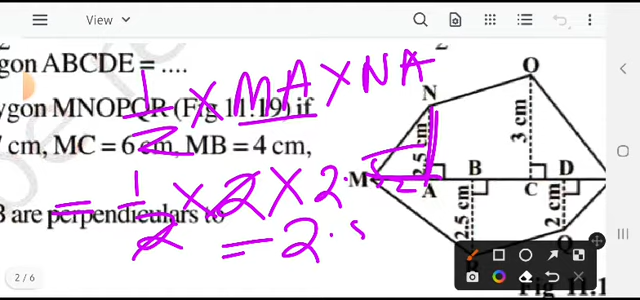 View
gon ABCDE = ....
1/2 × MA × NA
ygon MNOPQR (Fig 11.19) if
cm, MC = 6 cm, MB = 4 cm,
= 1/2 × 2 × 2.5
are perpendiculars to
= 2.5
O
N
3 cm
2.5 cm
M
A
B
C
D
2.5 cm
2 cm
Q
2 / 6
Fig 11.1